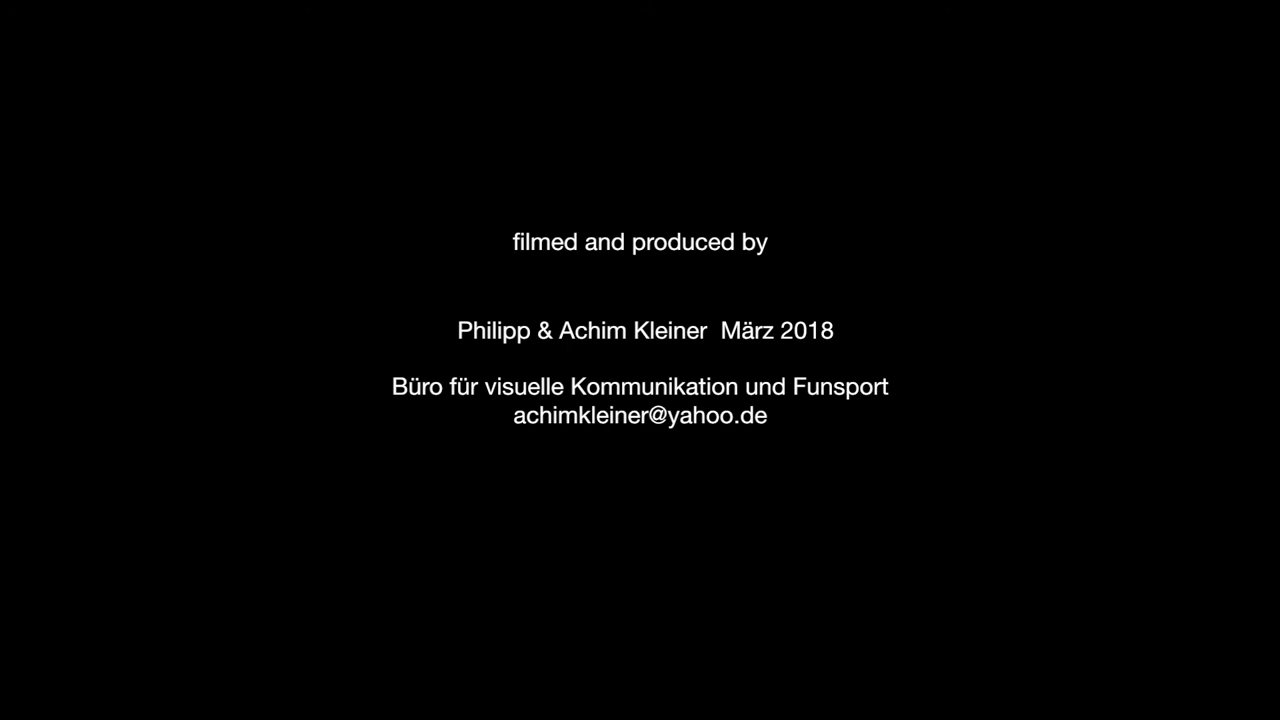 filmed and produced by
Philipp & Achim Kleiner  März 2018
Büro für visuelle Kommunikation und Funsport
achimkleiner@yahoo.de